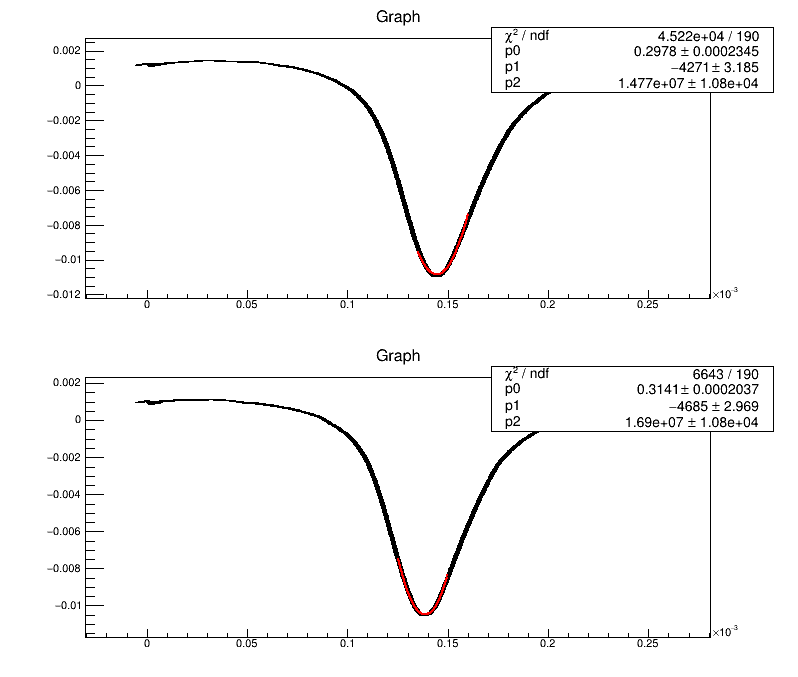 Graph
χ² / ndf 4.522e+04 / 190
p0 0.2978 ± 0.0002345
p1 −4271 ± 3.185
p2 1.477e+07 ± 1.08e+04
0.002
0
−0.002
−0.004
−0.006
−0.008
−0.01
−0.012
0 0.05 0.1 0.15 0.2 0.25
×10⁻³
Graph
χ² / ndf 6643 / 190
p0 0.3141 ± 0.0002037
p1 −4685 ± 2.969
p2 1.69e+07 ± 1.08e+04
0.002
0
−0.002
−0.004
−0.006
−0.008
−0.01
0 0.05 0.1 0.15 0.2 0.25
×10⁻³